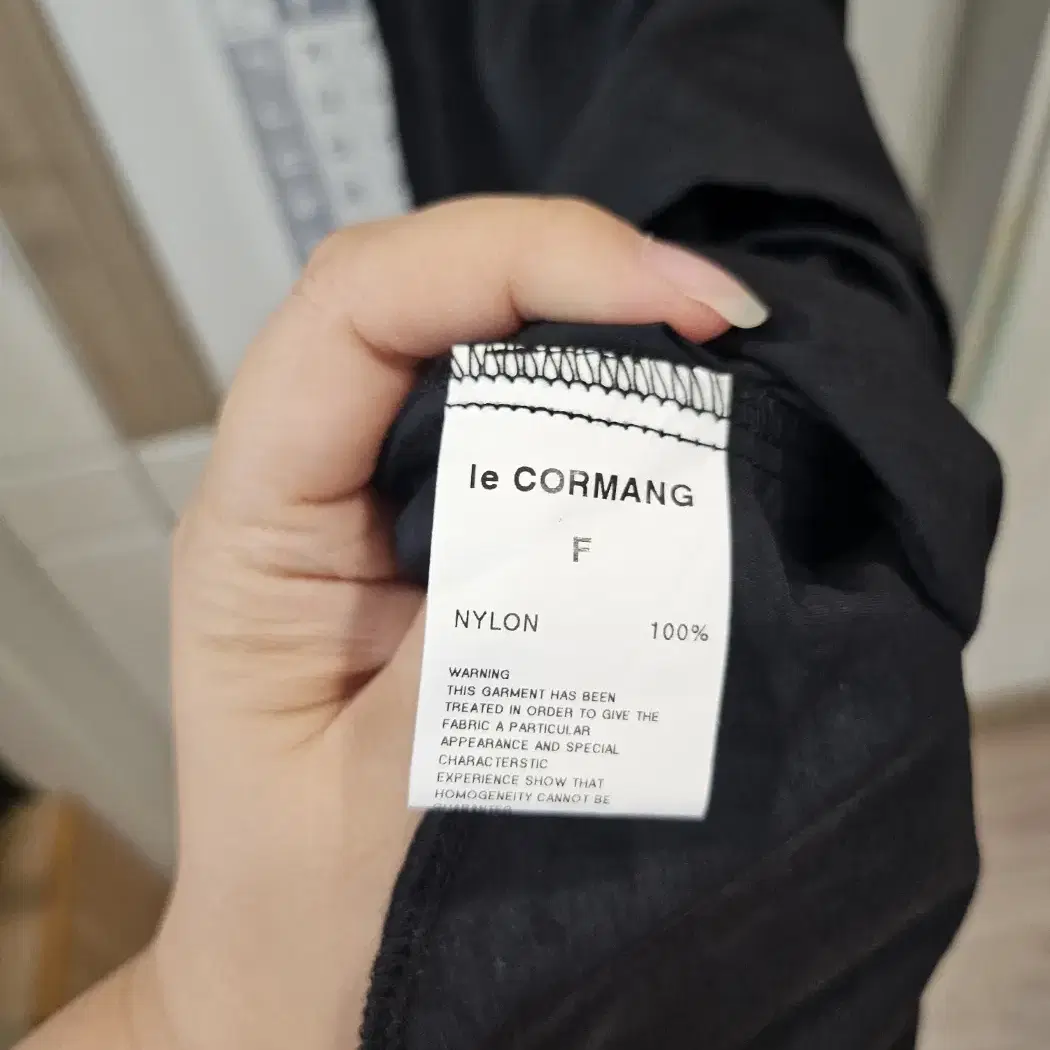 le CORMANG
F
NYLON 100%
WARNING
THIS GARMENT HAS BEEN
TREATED IN ORDER TO GIVE THE
FABRIC A PARTICULAR
APPEARANCE AND SPECIAL
CHARACTERSTIC
EXPERIENCE SHOW THAT
HOMOGENEITY CANNOT BE